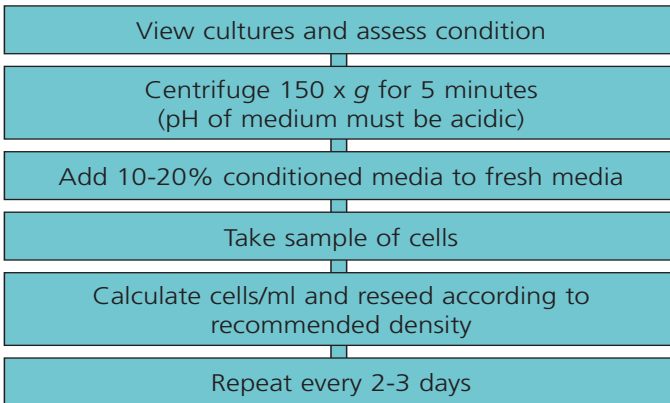 View cultures and assess condition
Centrifuge 150 x g for 5 minutes
(pH of medium must be acidic)
Add 10-20% conditioned media to fresh media
Take sample of cells
Calculate cells/ml and reseed according to
recommended density
Repeat every 2-3 days